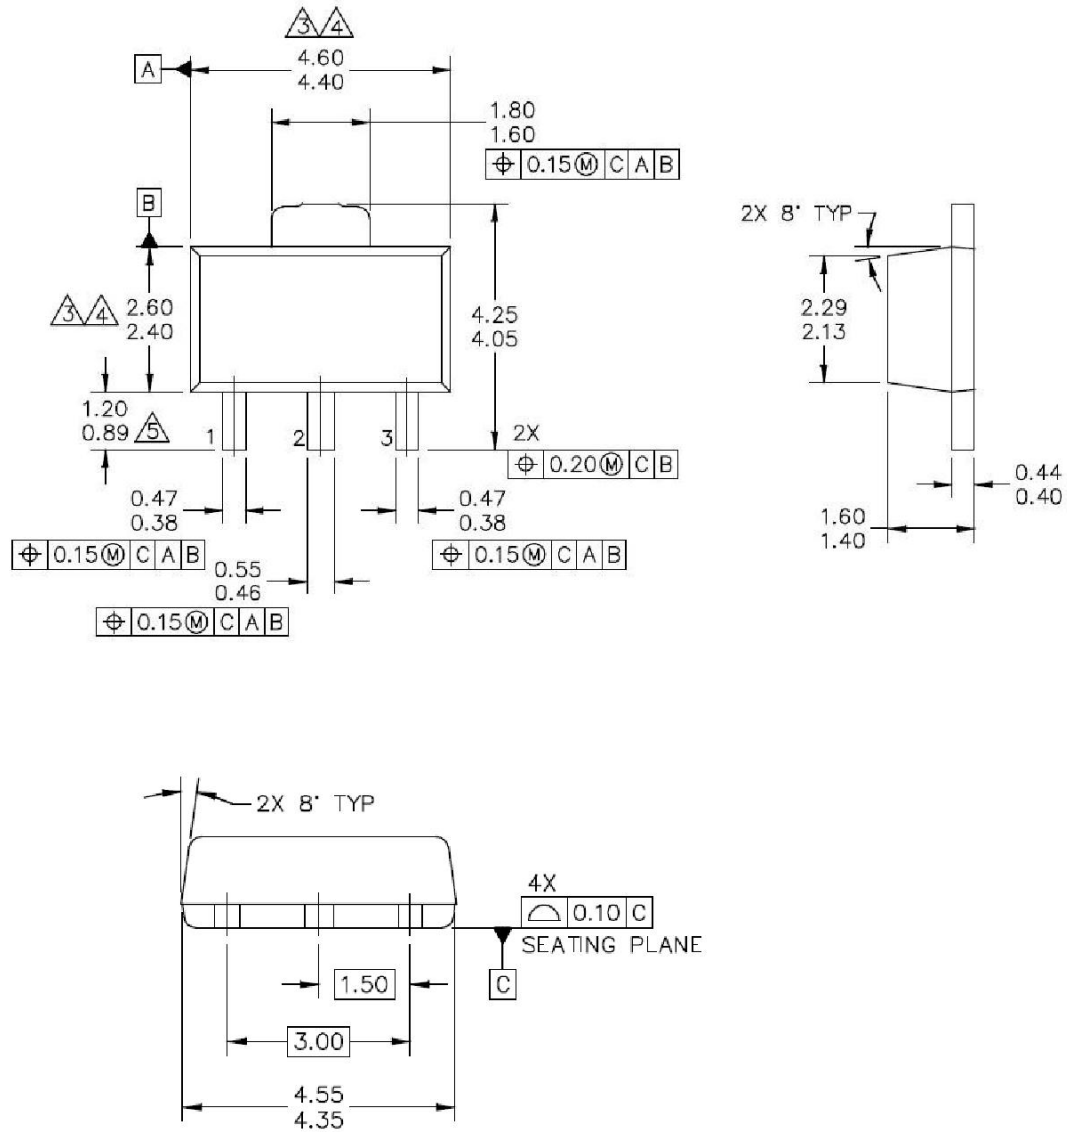 3 4
A
4.60
4.40
1.80
1.60
⌖ 0.15 Ⓜ C A B
B
2X 8° TYP
3 4
2.60
2.40
4.25
4.05
2.29
2.13
1.20
0.89 5
1
2
3
2X
⌖ 0.20 Ⓜ C B
0.44
0.40
0.47
0.38
0.47
0.38
1.60
1.40
⌖ 0.15 Ⓜ C A B
⌖ 0.15 Ⓜ C A B
0.55
0.46
⌖ 0.15 Ⓜ C A B
2X 8° TYP
4X
⌓ 0.10 C
SEATING PLANE
1.50
C
3.00
4.55
4.35